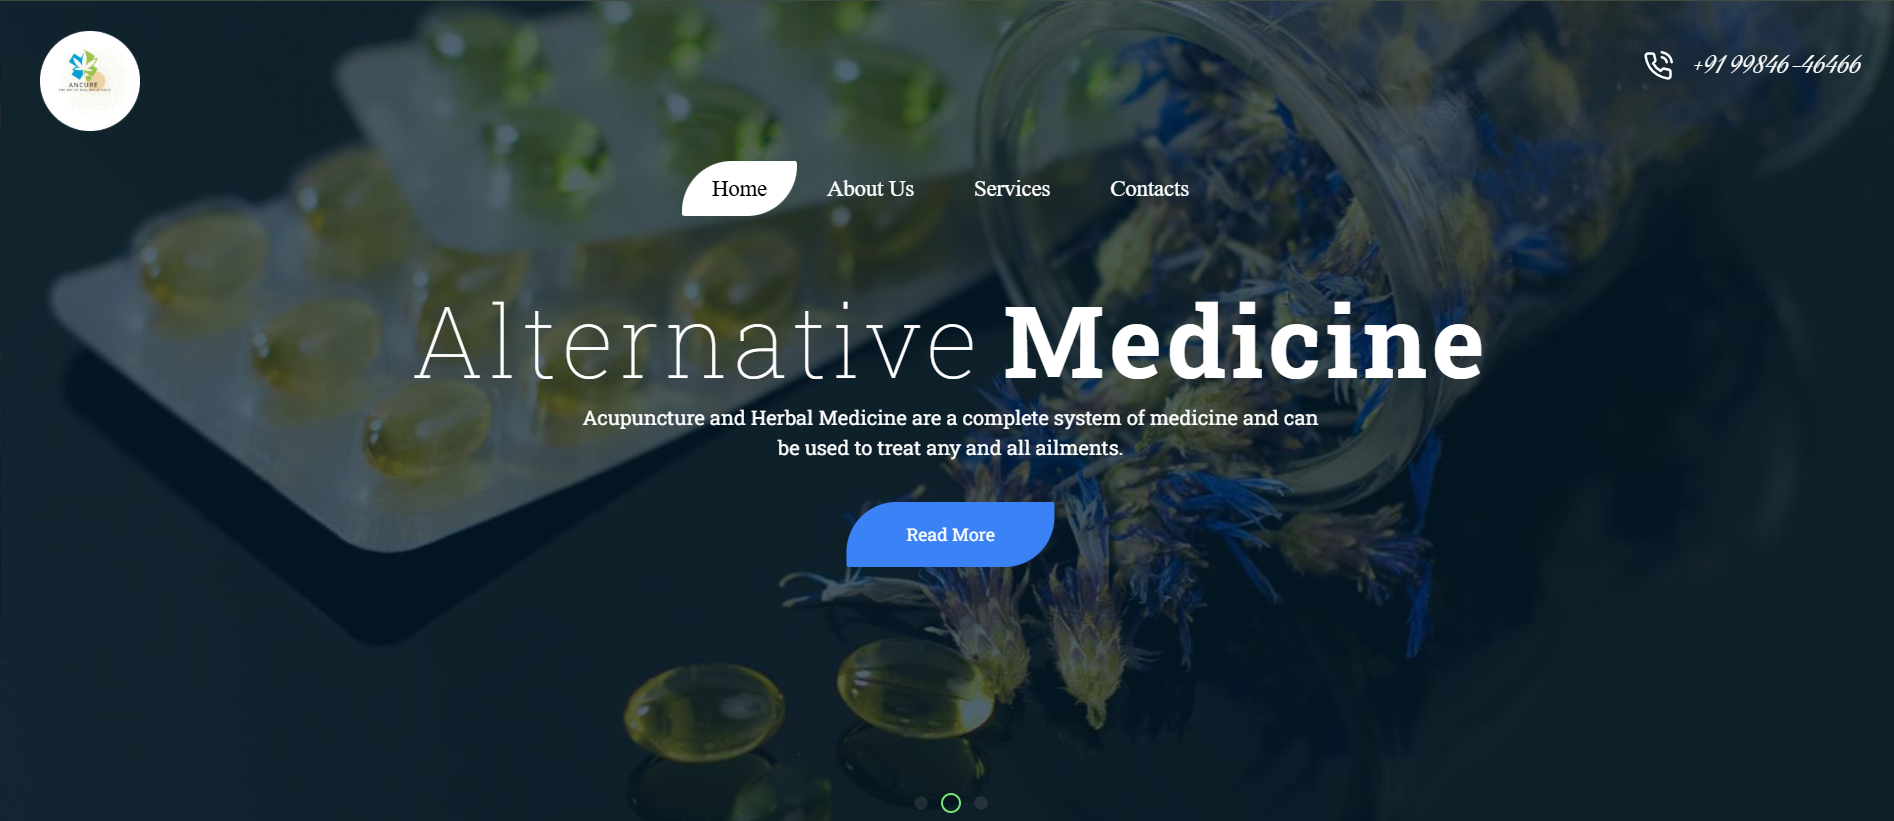 ANCURE
+91 99846-46466
Home
About Us
Services
Contacts
Alternative Medicine
Acupuncture and Herbal Medicine are a complete system of medicine and can
be used to treat any and all ailments.
Read More